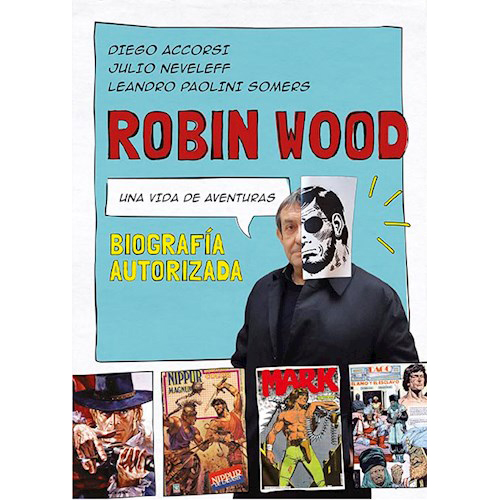 DIEGO ACCORSI
JULIO NEVELEFF
LEANDRO PAOLINI SOMERS
ROBIN WOOD
UNA VIDA DE AVENTURAS
BIOGRAFÍA
AUTORIZADA
NIPPUR
MAGNUM
NIPPUR
MARK
DAGO